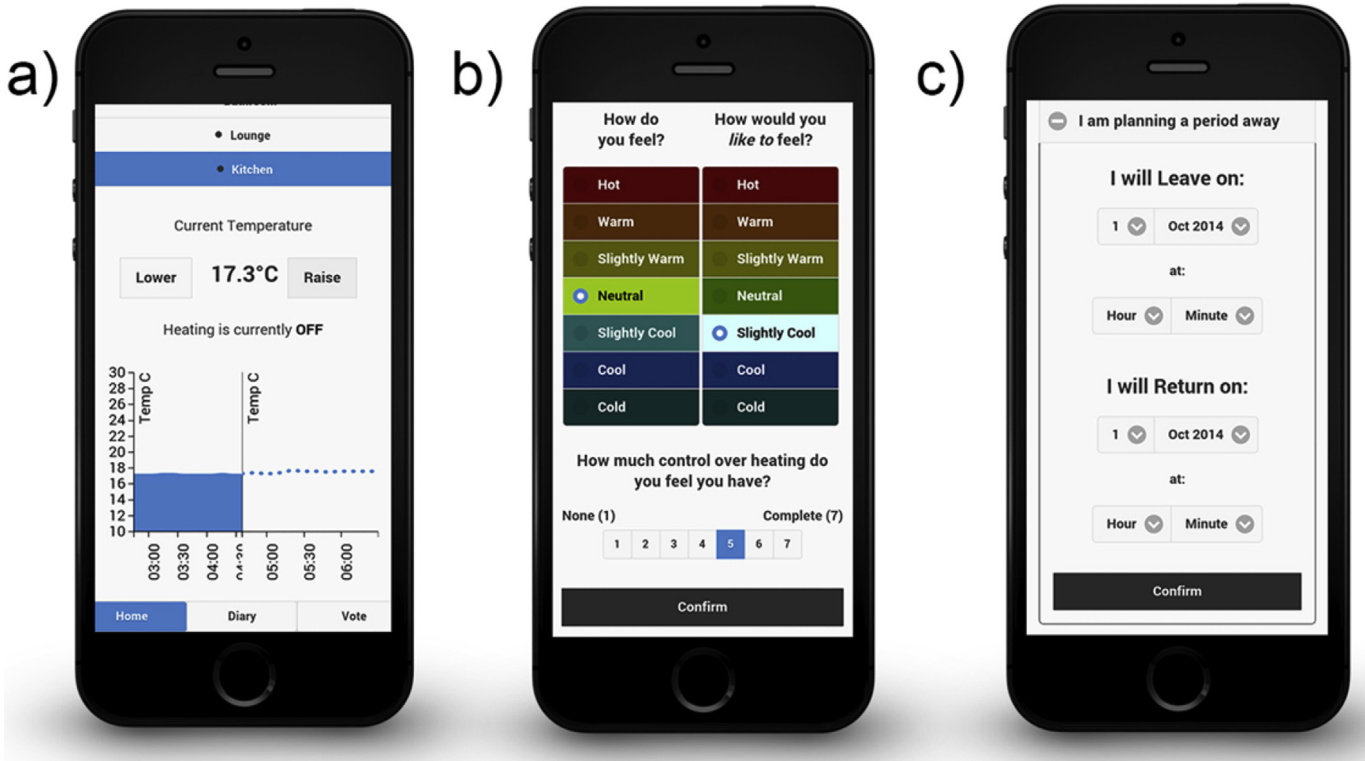 a)
Lounge
Kitchen
Current Temperature
Lower 17.3°C Raise
Heating is currently OFF
30
28
26
24
22
20
18
16
14
12
10
Temp C
Temp C
03:00
03:30
04:00
04:30
05:00
05:30
06:00
Home Diary Vote
b)
How do
you feel?
How would you
like to feel?
Hot
Warm
Slightly Warm
Neutral
Slightly Cool
Cool
Cold
Hot
Warm
Slightly Warm
Neutral
Slightly Cool
Cool
Cold
How much control over heating do
you feel you have?
None (1) Complete (7)
1 2 3 4 5 6 7
Confirm
c)
I am planning a period away
I will Leave on:
1 Oct 2014
at:
Hour Minute
I will Return on:
1 Oct 2014
at:
Hour Minute
Confirm